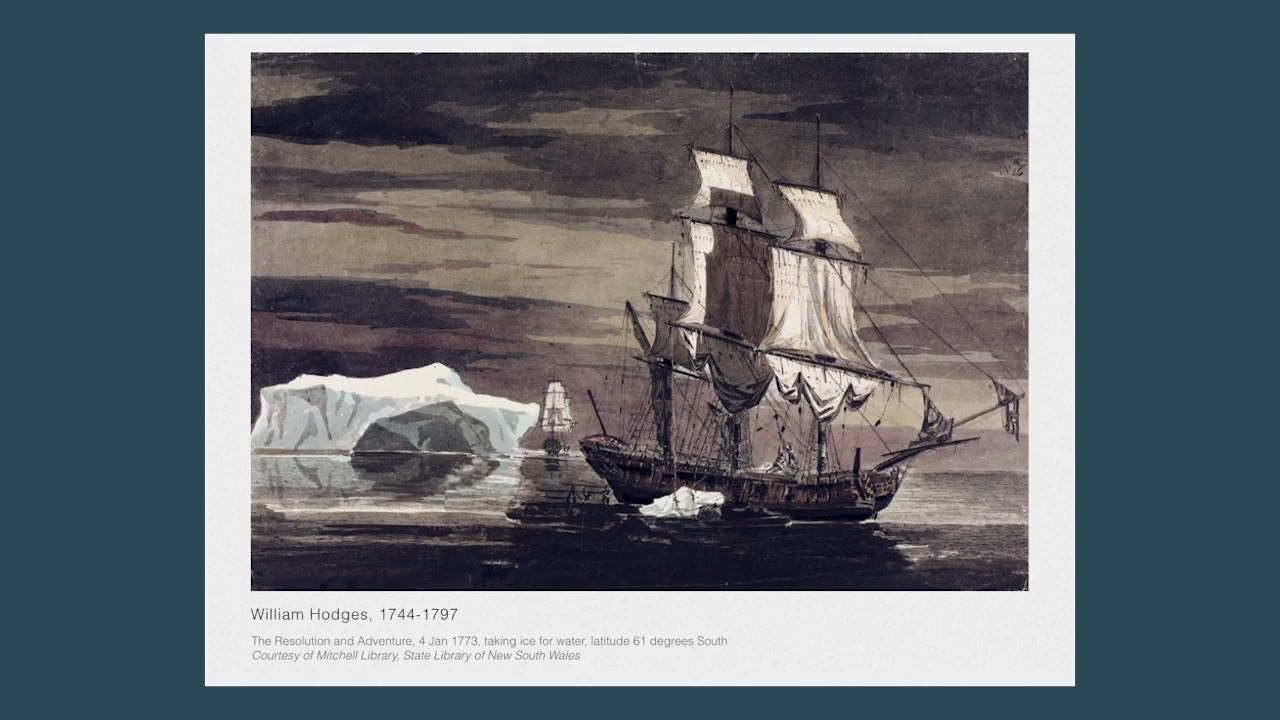 William Hodges, 1744-1797
The Resolution and Adventure, 4 Jan 1773, taking ice for water, latitude 61 degrees South
Courtesy of Mitchell Library, State Library of New South Wales